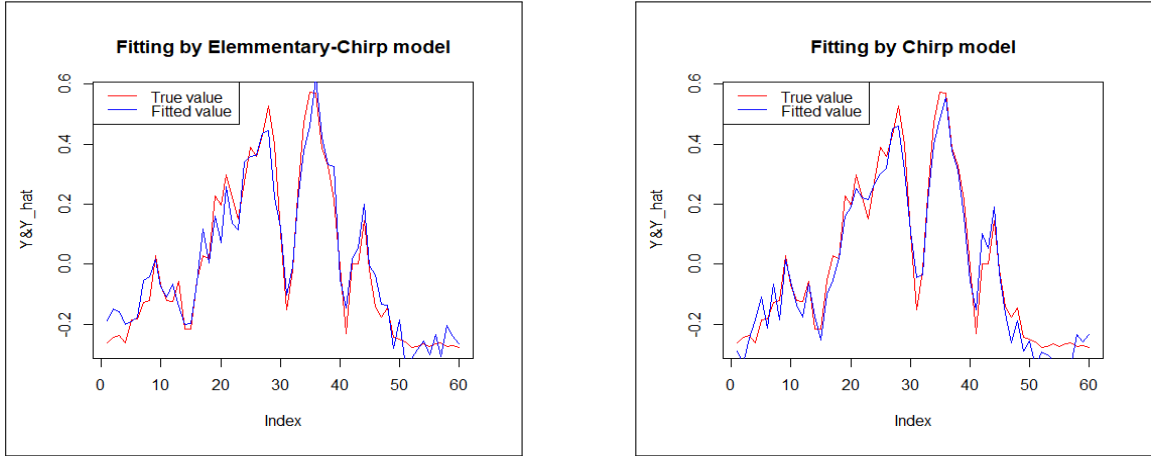 Fitting by Elemmentary-Chirp model
True value
Fitted value
Y&Y_hat
0.6
0.4
0.2
0.0
-0.2
0 10 20 30 40 50 60
Index
Fitting by Chirp model
True value
Fitted value
Y&Y_hat
0.6
0.4
0.2
0.0
-0.2
0 10 20 30 40 50 60
Index